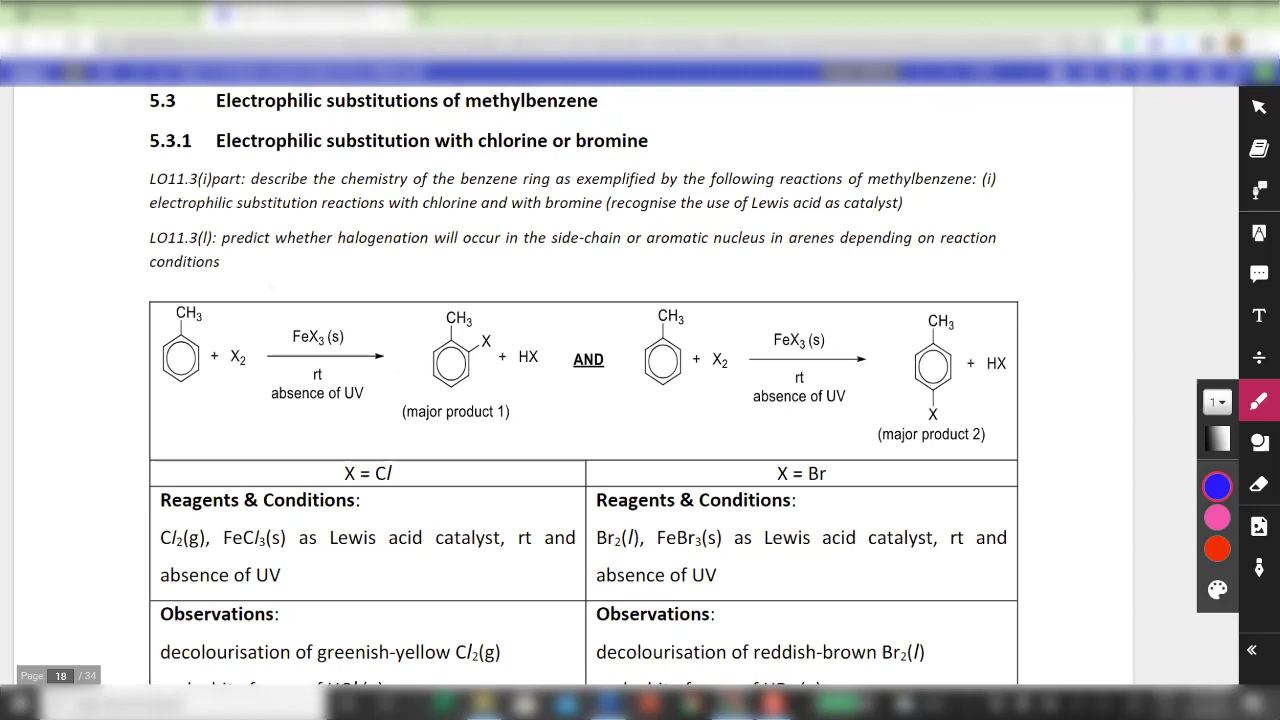 5.3 Electrophilic substitutions of methylbenzene
5.3.1 Electrophilic substitution with chlorine or bromine
LO11.3(i)part: describe the chemistry of the benzene ring as exemplified by the following reactions of methylbenzene: (i)
electrophilic substitution reactions with chlorine and with bromine (recognise the use of Lewis acid as catalyst)
LO11.3(l): predict whether halogenation will occur in the side-chain or aromatic nucleus in arenes depending on reaction
conditions
CH₃ + X₂ FeX₃ (s) rt absence of UV CH₃ X + HX (major product 1)
AND
CH₃ + X₂ FeX₃ (s) rt absence of UV CH₃ X + HX (major product 2)
X = Cl
X = Br
Reagents & Conditions:
Cl₂(g), FeCl₃(s) as Lewis acid catalyst, rt and
absence of UV
Reagents & Conditions:
Br₂(l), FeBr₃(s) as Lewis acid catalyst, rt and
absence of UV
Observations:
decolourisation of greenish-yellow Cl₂(g)
Observations:
decolourisation of reddish-brown Br₂(l)
Page 18 / 34
1
T